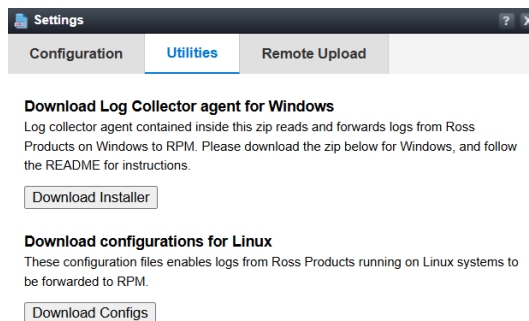 Settings
? X
Configuration Utilities Remote Upload
Download Log Collector agent for Windows
Log collector agent contained inside this zip reads and forwards logs from Ross
Products on Windows to RPM. Please download the zip below for Windows, and follow
the README for instructions.
Download Installer
Download configurations for Linux
These configuration files enables logs from Ross Products running on Linux systems to
be forwarded to RPM.
Download Configs